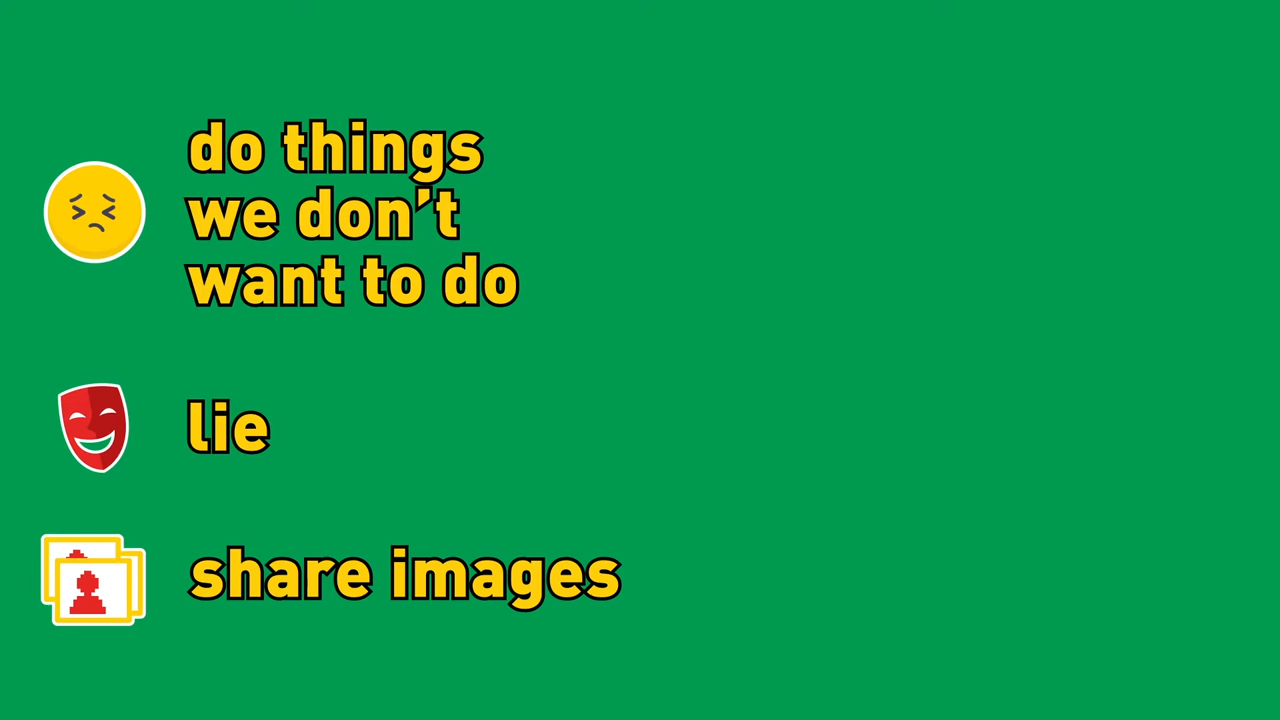 do things
we don't
want to do
lie
share images